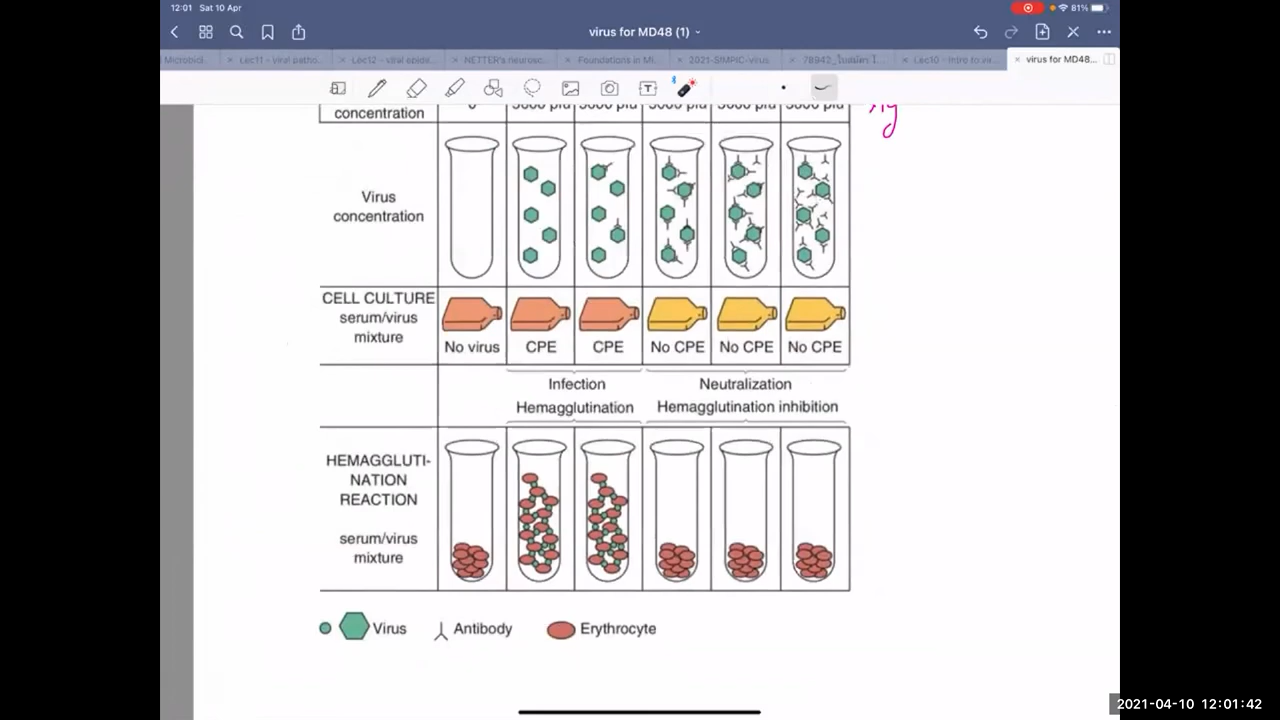 12:01 Sat 10 Apr
81%
virus for MD48 (1)
Microbiol...
Lec11 - viral patho...
Lec12 - viral epide...
NETTER's neurosc...
Foundations in Mi...
2021-SIMPIC-virus
Lec10 - Intro to ve...
virus for MD48...
T
concentration
Virus
concentration
CELL CULTURE
serum/virus
mixture
No virus
CPE
CPE
No CPE
No CPE
No CPE
Infection
Neutralization
Hemagglutination
Hemagglutination inhibition
HEMAGGLUTI-
NATION
REACTION
serum/virus
mixture
Virus
Antibody
Erythrocyte
2021-04-10 12:01:42